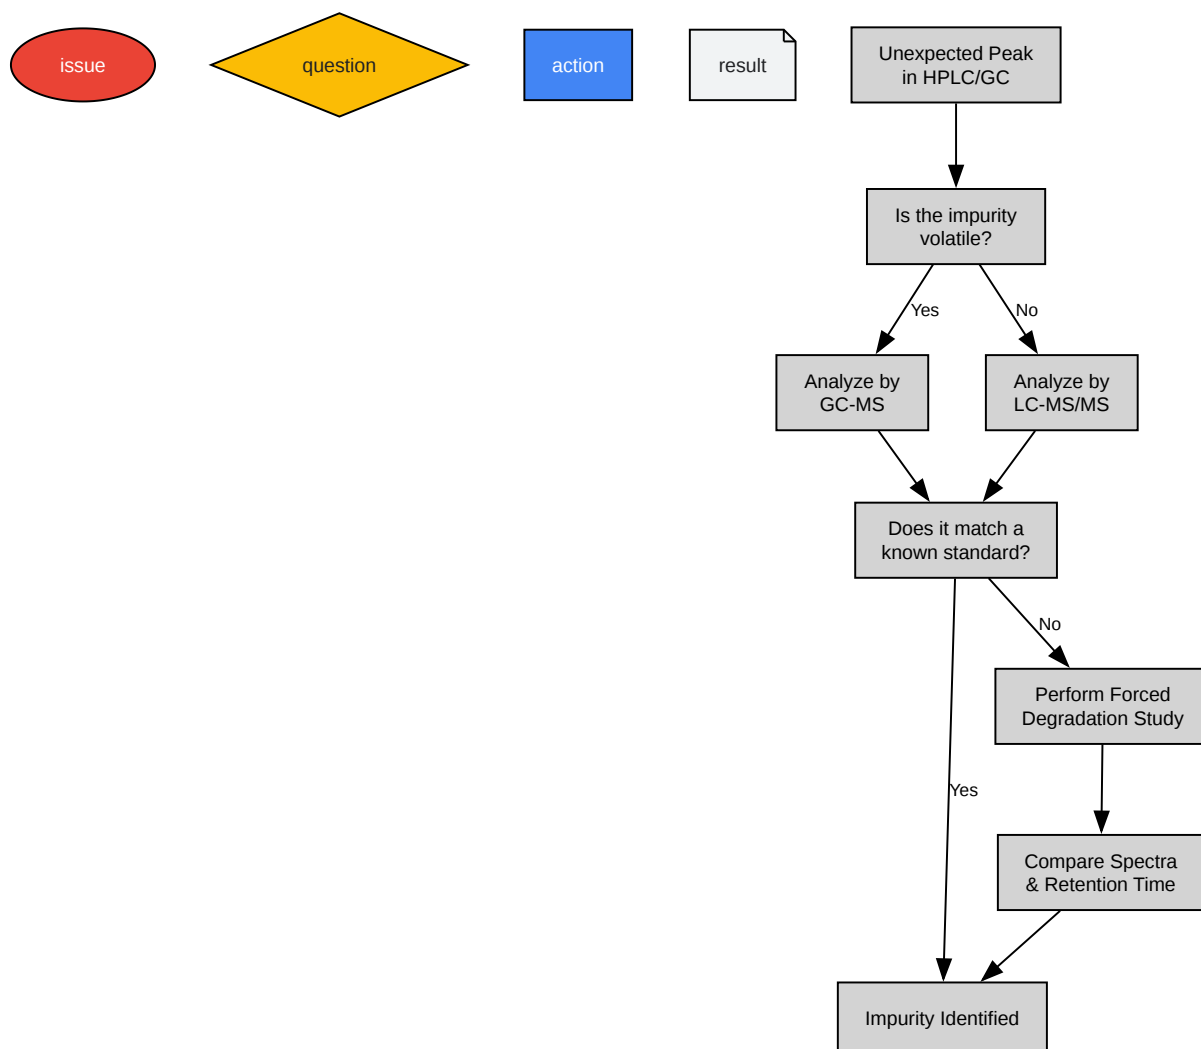 issue
question
action
result
Unexpected Peak
in HPLC/GC
Is the impurity
volatile?
Yes
No
Analyze by
GC-MS
Analyze by
LC-MS/MS
Does it match a
known standard?
No
Perform Forced
Degradation Study
Yes
Compare Spectra
& Retention Time
Impurity Identified